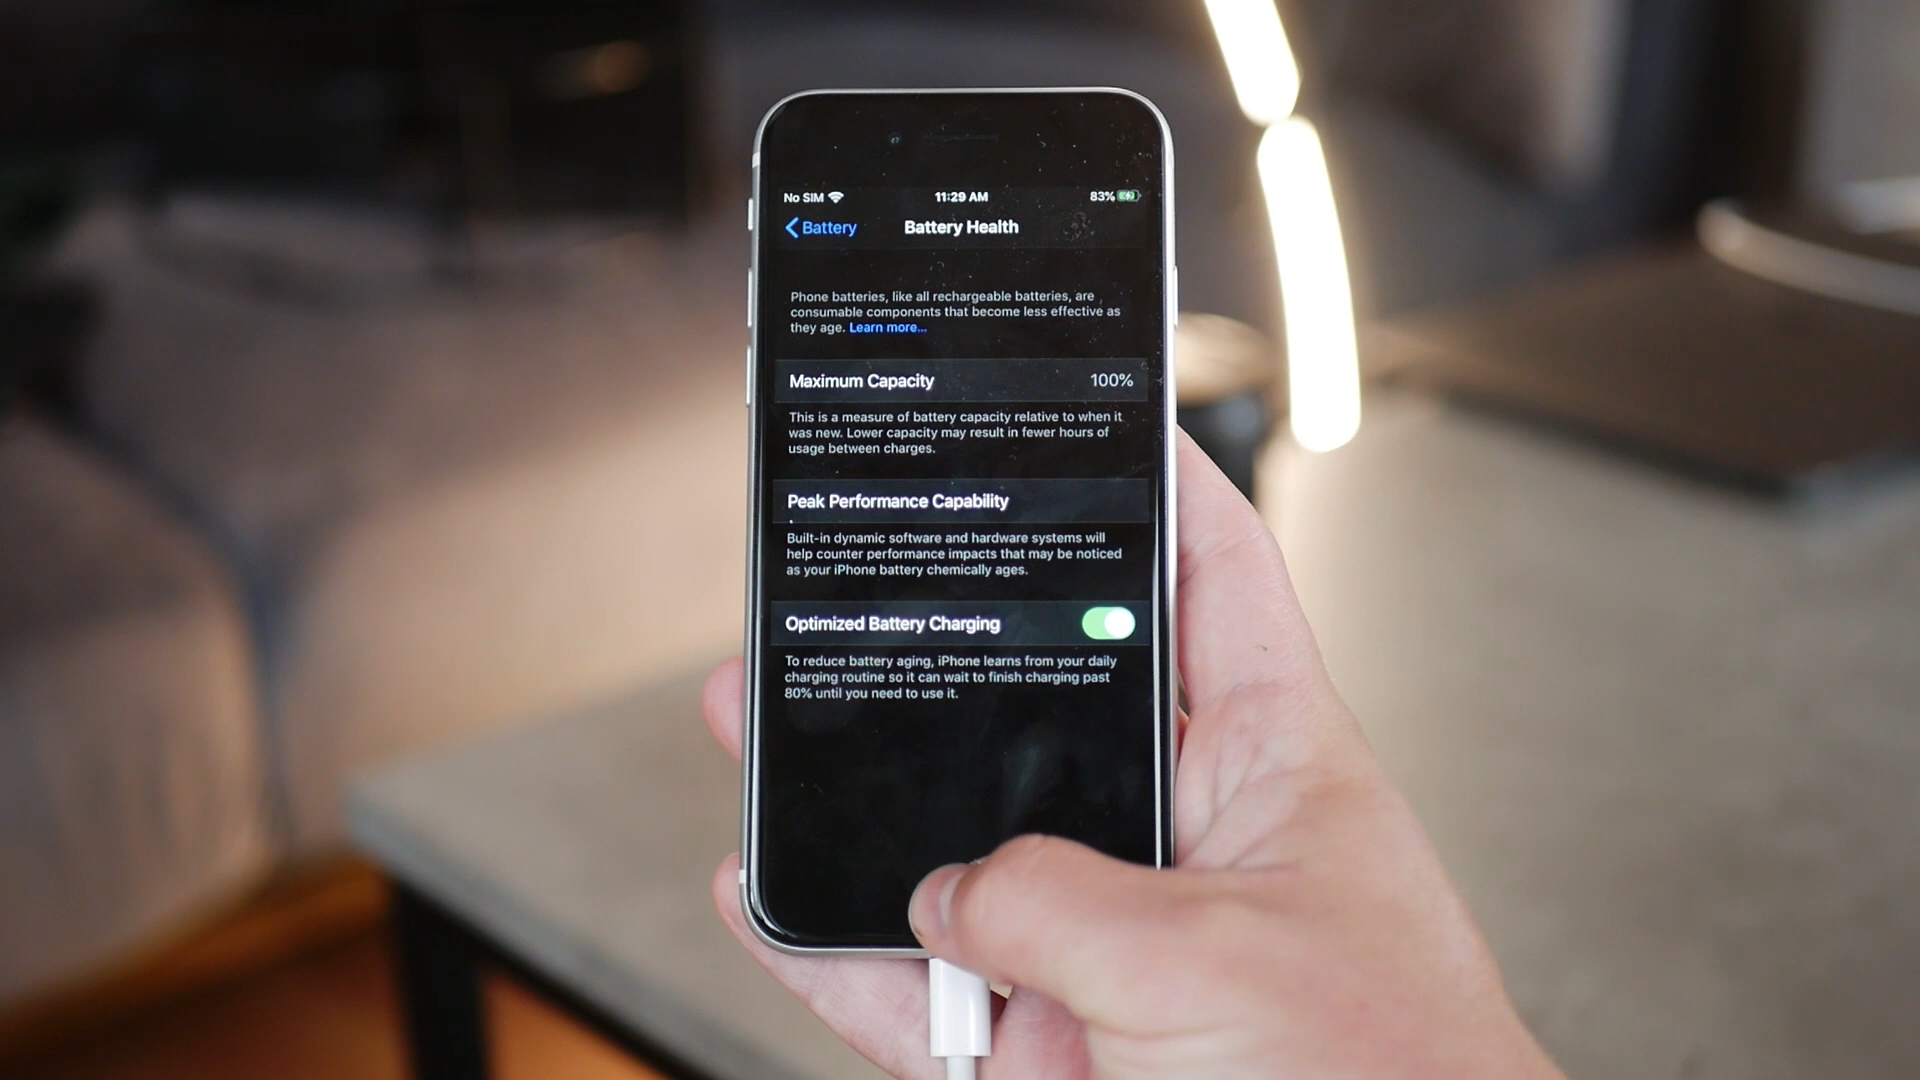 No SIM 11:29 AM 83%
Battery Battery Health
Phone batteries, like all rechargeable batteries, are
consumable components that become less effective as
they age. Learn more...
Maximum Capacity 100%
This is a measure of battery capacity relative to when it
was new. Lower capacity may result in fewer hours of
usage between charges.
Peak Performance Capability
Built-in dynamic software and hardware systems will
help counter performance impacts that may be noticed
as your iPhone battery chemically ages.
Optimized Battery Charging
To reduce battery aging, iPhone learns from your daily
charging routine so it can wait to finish charging past
80% until you need to use it.